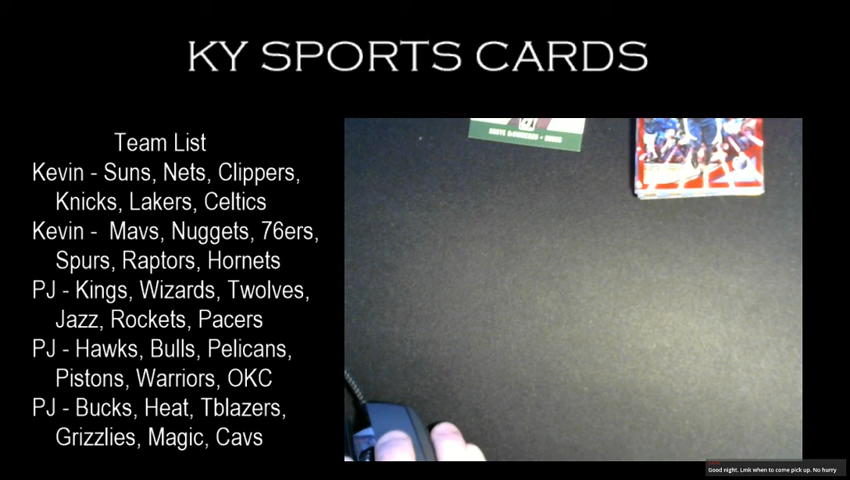 KY SPORTS CARDS
Team List
Kevin - Suns, Nets, Clippers,
Knicks, Lakers, Celtics
Kevin - Mavs, Nuggets, 76ers,
Spurs, Raptors, Hornets
PJ - Kings, Wizards, Twolves,
Jazz, Rockets, Pacers
PJ - Hawks, Bulls, Pelicans,
Pistons, Warriors, OKC
PJ - Bucks, Heat, Tblazers,
Grizzlies, Magic, Cavs
Good night. Lmk when to come pick up. No hurry